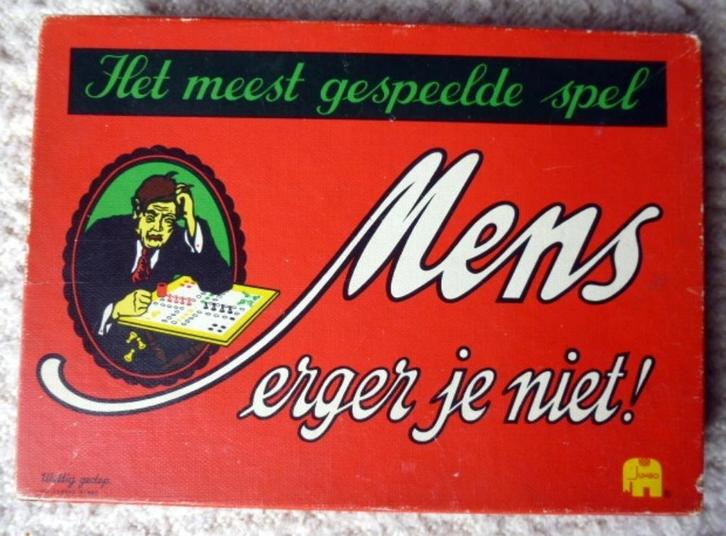 Het meest gespeelde spel
Mens
erger je niet!
Wettig gedep.
JUMBO